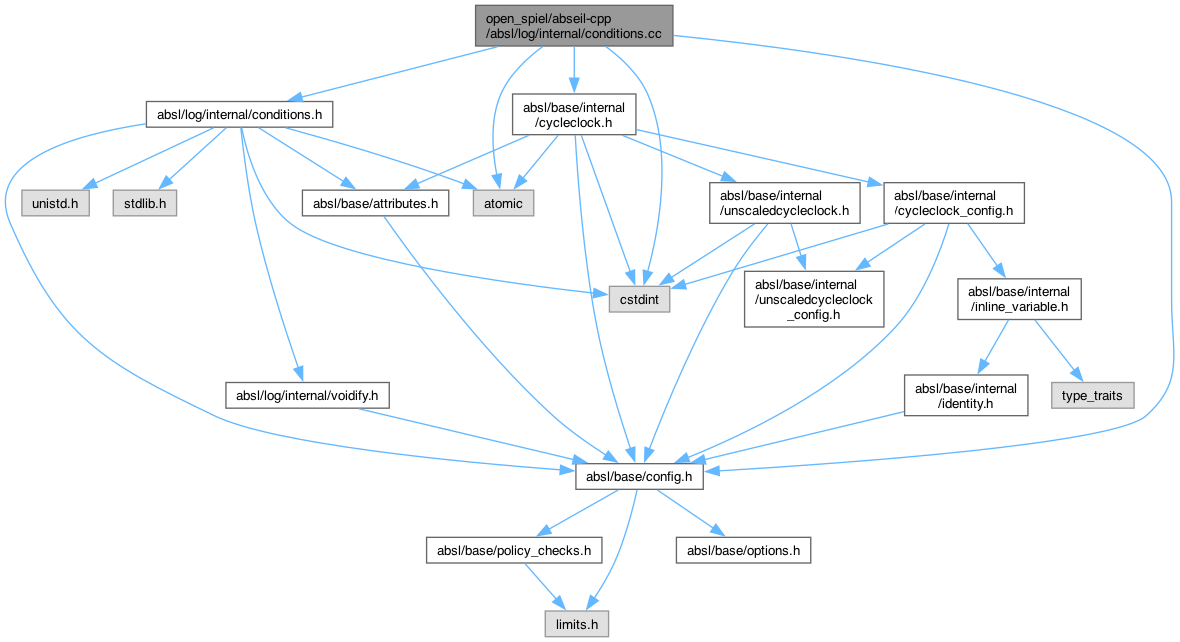 open_spiel/abseil-cpp
/absl/log/internal/conditions.cc
absl/log/internal/conditions.h
absl/base/internal
/cycleclock.h
unistd.h
stdlib.h
absl/base/attributes.h
atomic
absl/base/internal
/unscaledcycleclock.h
absl/base/internal
/cycleclock_config.h
cstdint
absl/base/internal
/unscaledcycleclock
_config.h
absl/base/internal
/inline_variable.h
absl/log/internal/voidify.h
absl/base/internal
/identity.h
type_traits
absl/base/config.h
absl/base/policy_checks.h
absl/base/options.h
limits.h